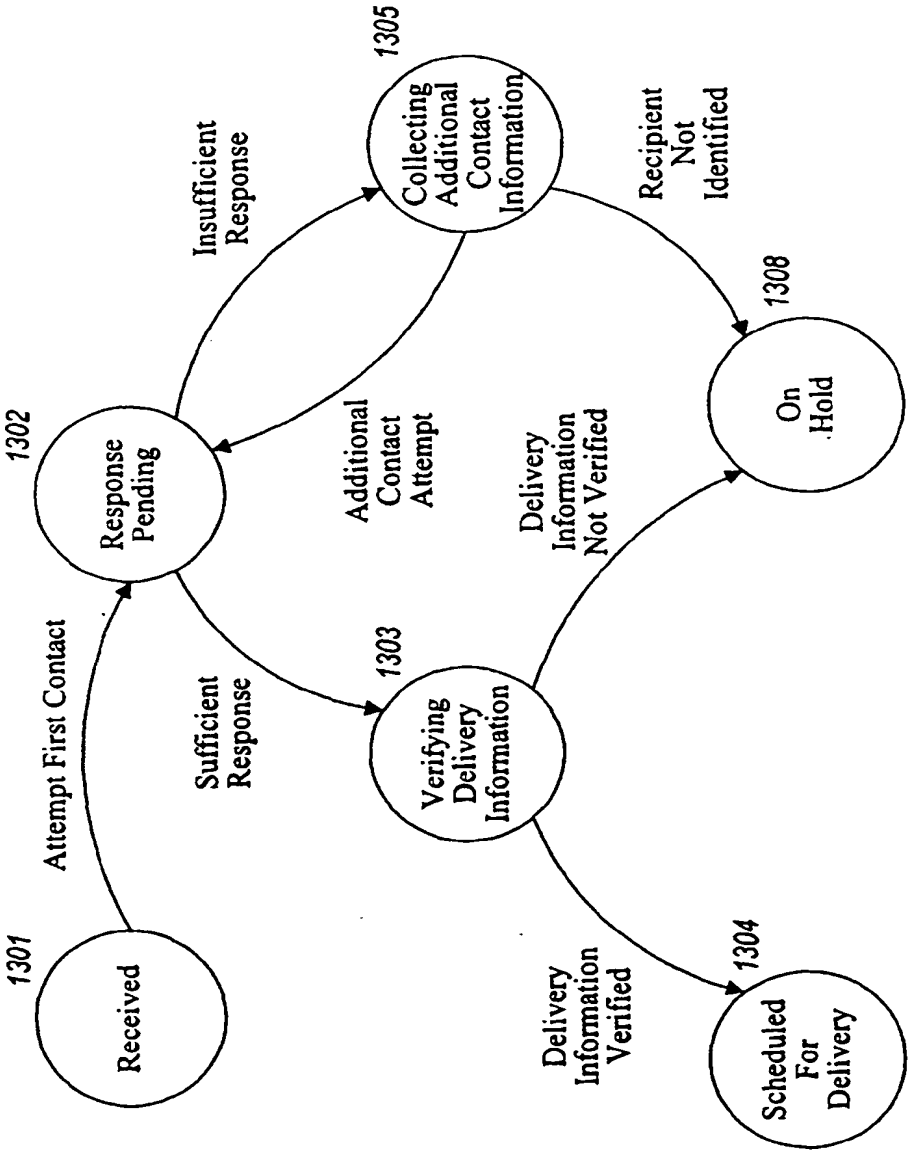 1301
Received
Attempt First Contact
1302
Response
Pending
Insufficient
Response
1305
Collecting
Additional
Contact
Information
Sufficient
Response
Additional
Contact
Attempt
1303
Verifying
Delivery
Information
Delivery
Information
Not Verified
Recipient
Not
Identified
Delivery
Information
Verified
1304
Scheduled
For
Delivery
1308
On
Hold